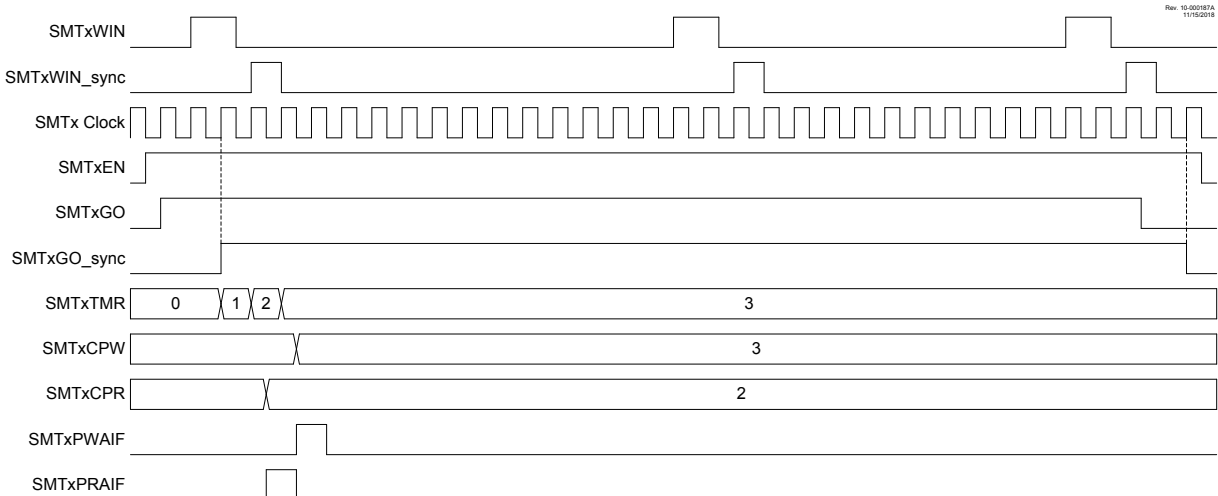 Rev. 10-000187A
11/15/2018
SMTxWIN
SMTxWIN_sync
SMTx Clock
SMTxEN
SMTxGO
SMTxGO_sync
SMTxTMR 0 1 2 3
SMTxCPW 3
SMTxCPR 2
SMTxPWAIF
SMTxPRAIF